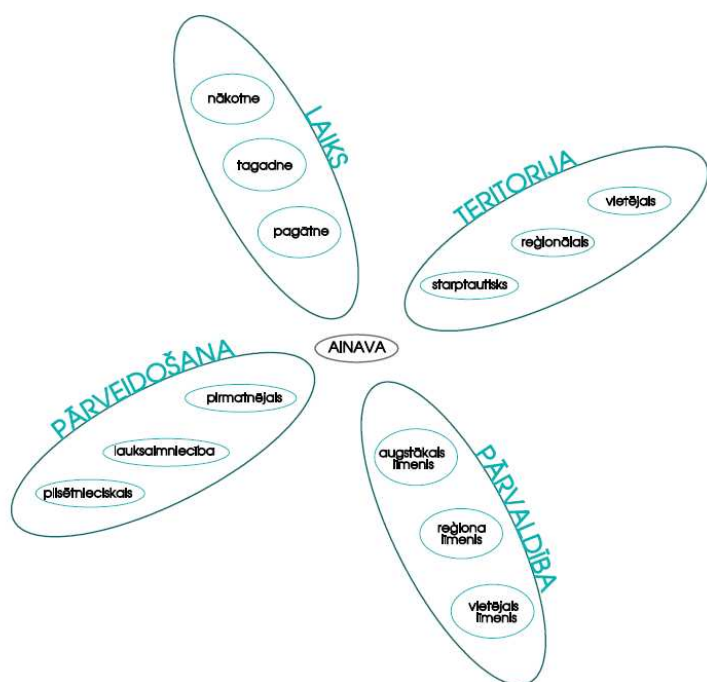 LAIKS
nākotne
tagadne
pagātne
TERITORIJA
vietējais
reģionālais
starptautisks
AINAVA
PĀRVEIDOŠANA
pirmatnējais
lauksaimniecība
pilsētnieciskais
PĀRVALDĪBA
augstākais
līmenis
reģiona
līmenis
vietējais
līmenis